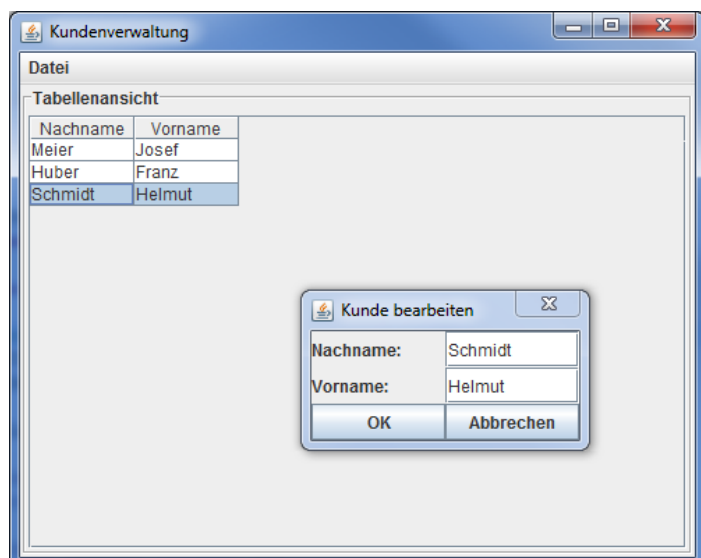 Kundenverwaltung
Datei
Tabellenansicht
Nachname Vorname
Meier Josef
Huber Franz
Schmidt Helmut
Kunde bearbeiten
Nachname: Schmidt
Vorname: Helmut
OK Abbrechen